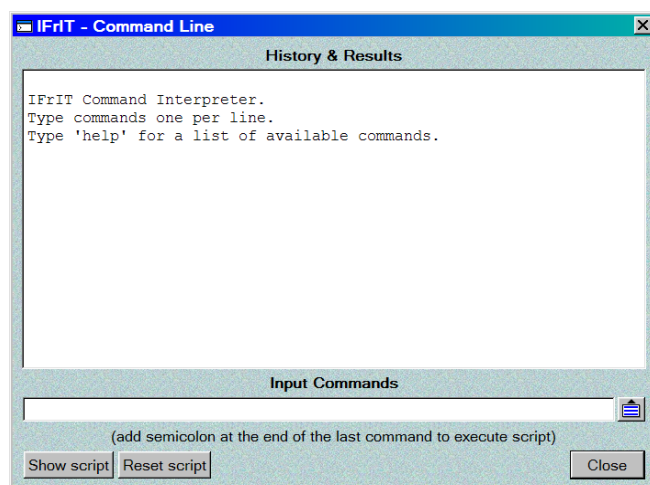 IFrIT - Command Line
History & Results
IFrIT Command Interpreter.
Type commands one per line.
Type 'help' for a list of available commands.
Input Commands
(add semicolon at the end of the last command to execute script)
Show script Reset script Close